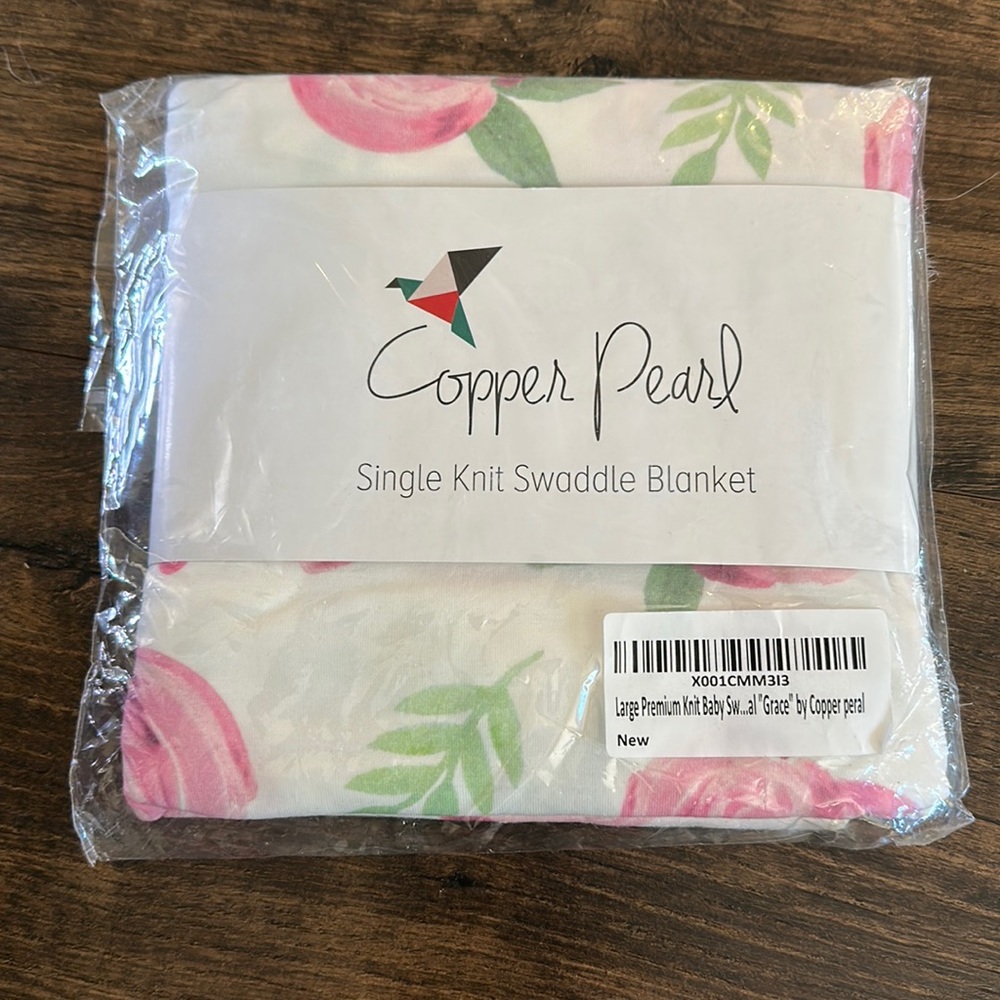 Copper Pearl
Single Knit Swaddle Blanket
X001CMM3I3
Large Premium Knit Baby Sw...al "Grace" by Copper peral
New